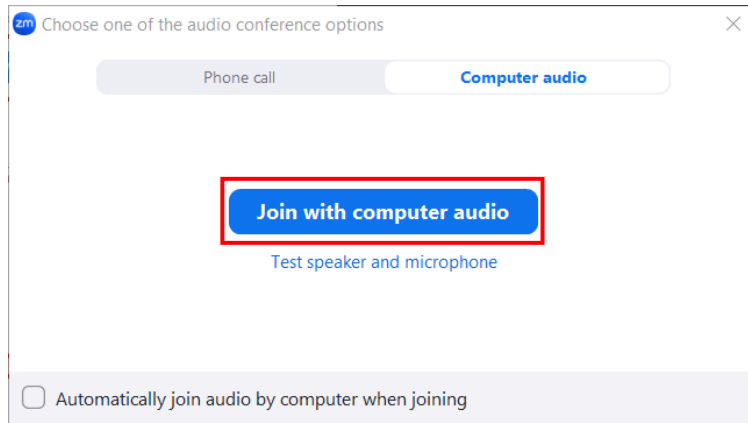 zm Choose one of the audio conference options
Phone call Computer audio
Join with computer audio
Test speaker and microphone
Automatically join audio by computer when joining